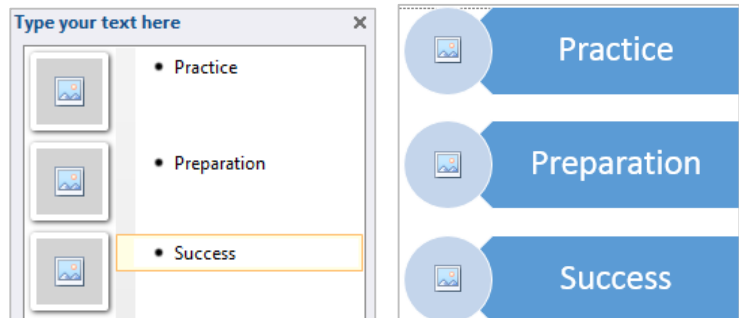 Type your text here
Practice
Preparation
Success
Practice
Preparation
Success